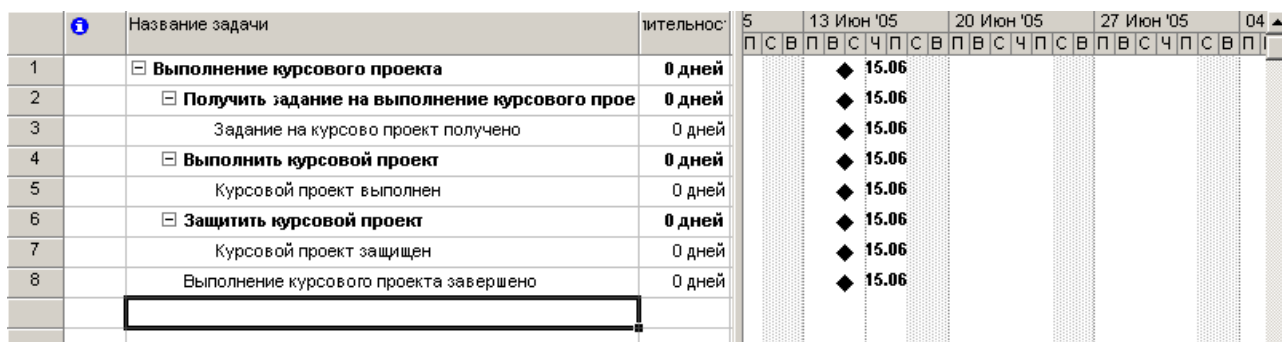 Название задачи лительност 5 13 Июн '05 20 Июн '05 27 Июн '05 04
П С В П В С Ч П С В П В С Ч П С В П В С Ч П С В П
1 Выполнение курсового проекта 0 дней 15.06
2 Получить задание на выполнение курсового прое 0 дней 15.06
3 Задание на курсово проект получено 0 дней 15.06
4 Выполнить курсовой проект 0 дней 15.06
5 Курсовой проект выполнен 0 дней 15.06
6 Защитить курсовой проект 0 дней 15.06
7 Курсовой проект защищен 0 дней 15.06
8 Выполнение курсового проекта завершено 0 дней 15.06